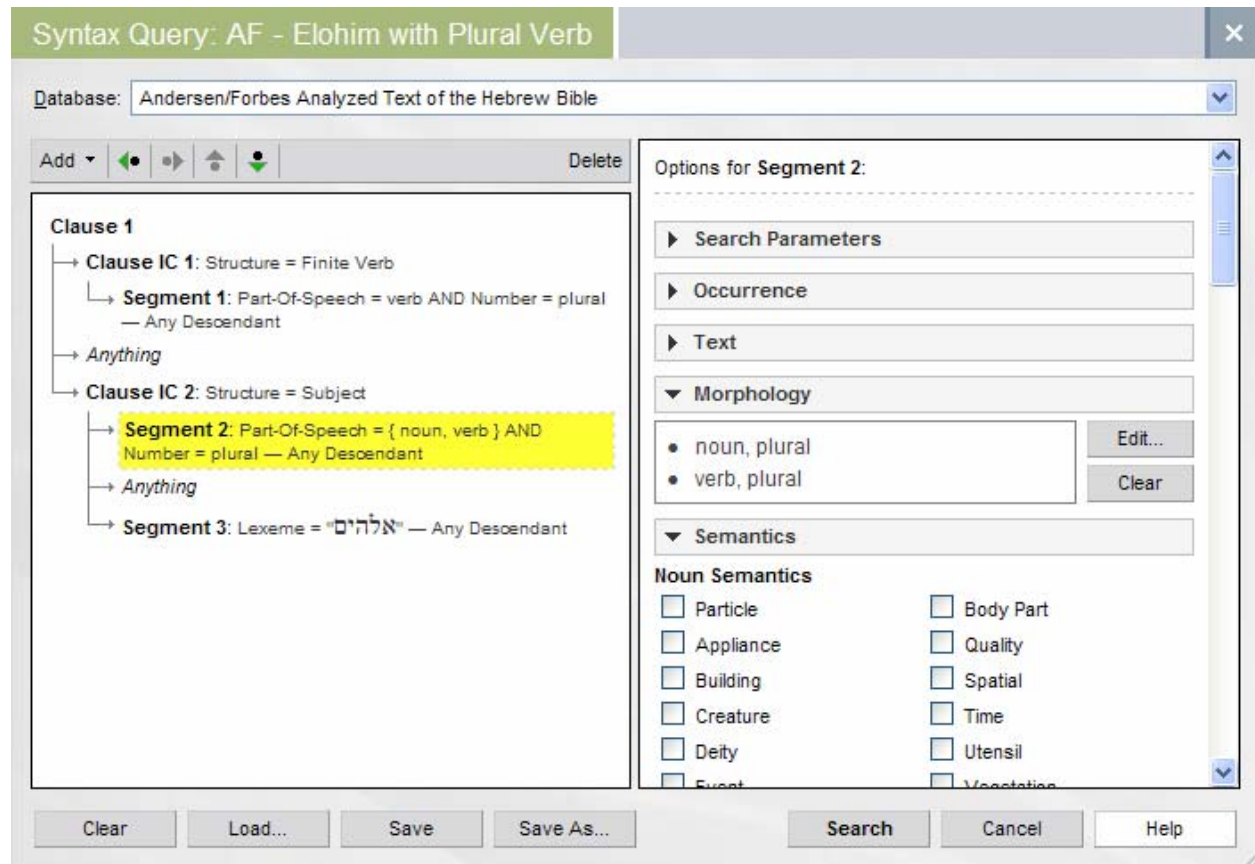 Syntax Query: AF - Elohim with Plural Verb
Database: Andersen/Forbes Analyzed Text of the Hebrew Bible
Add
Delete
Clause 1
Clause IC 1: Structure = Finite Verb
Segment 1: Part-Of-Speech = verb AND Number = plural
— Any Descendant
Anything
Clause IC 2: Structure = Subject
Segment 2: Part-Of-Speech = { noun, verb } AND
Number = plural — Any Descendant
Anything
Segment 3: Lexeme = "אלהים" — Any Descendant
Options for Segment 2:
Search Parameters
Occurrence
Text
Morphology
• noun, plural
• verb, plural
Edit...
Clear
Semantics
Noun Semantics
Particle
Body Part
Appliance
Quality
Building
Spatial
Creature
Time
Deity
Utensil
Event
Vegetation
Clear
Load...
Save
Save As...
Search
Cancel
Help